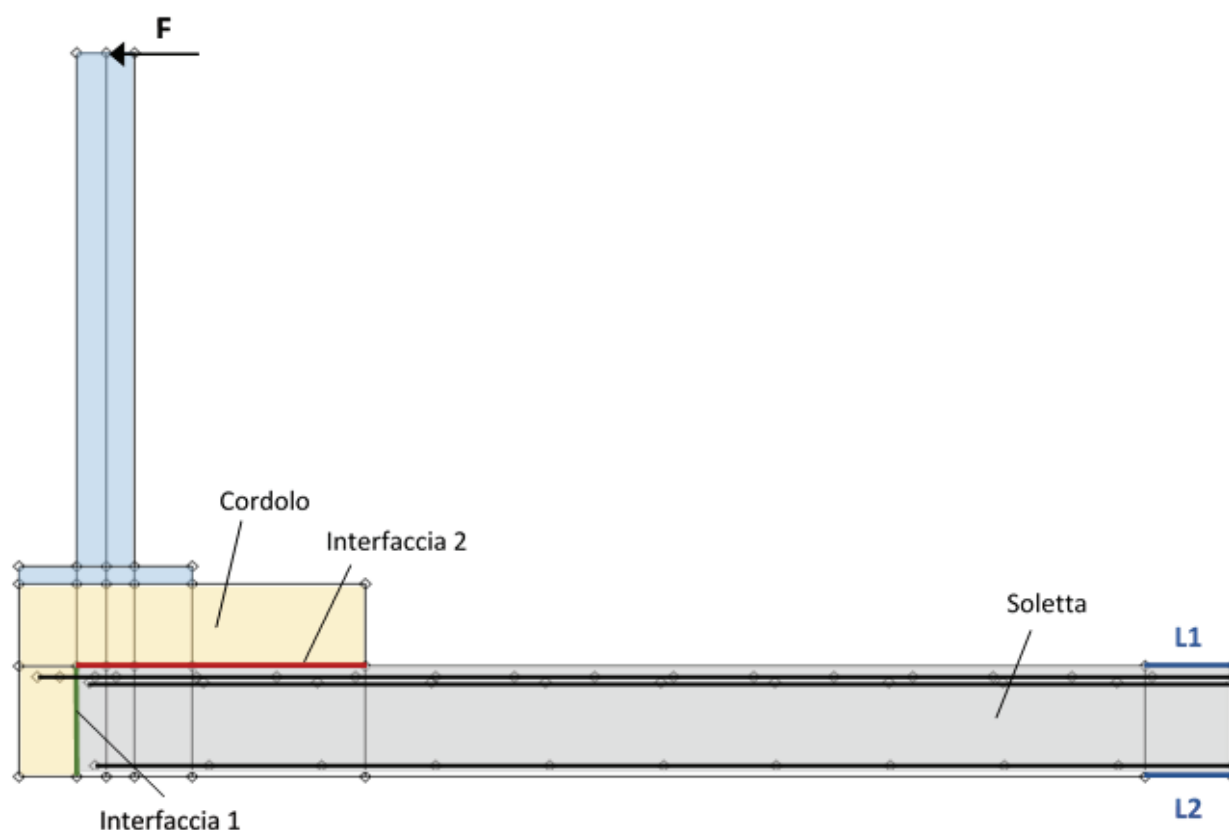 F
Cordolo
Interfaccia 2
Soletta
L1
L2
Interfaccia 1